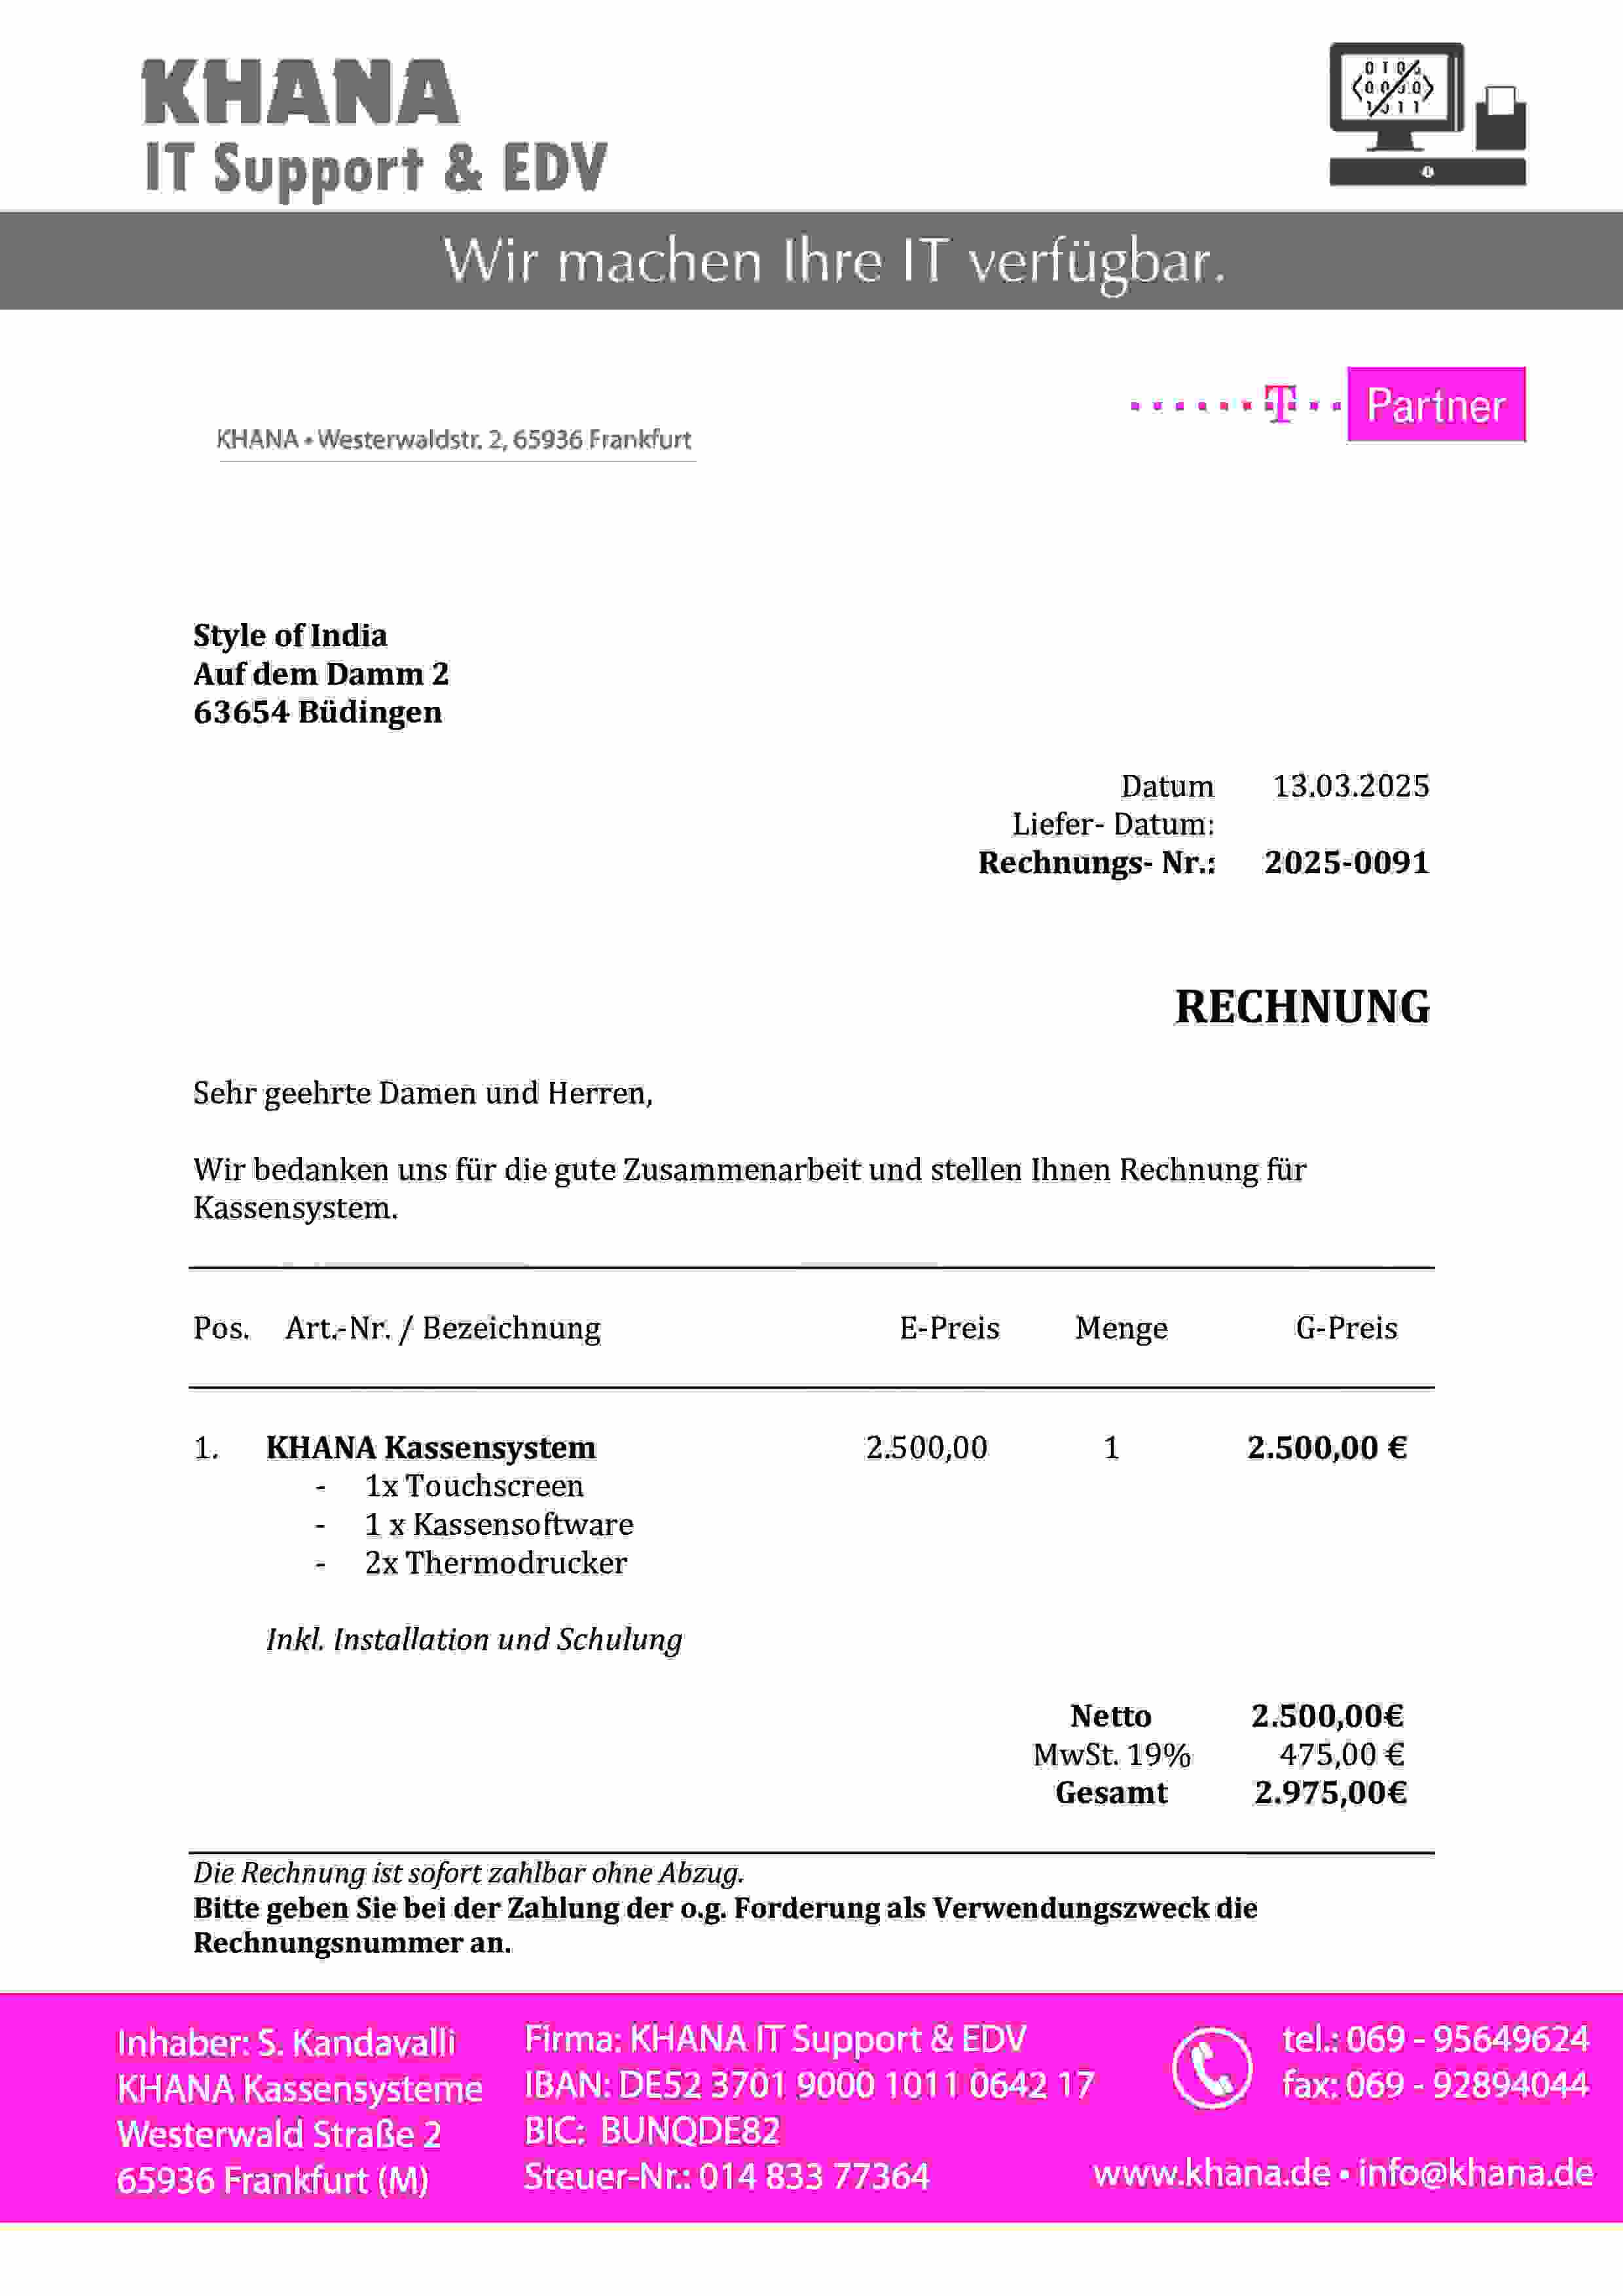 KHANA
IT Support & EDV
Wir machen Ihre IT verfügbar.
T Partner
KHANA • Westerwaldstr. 2, 65936 Frankfurt
Style of India
Auf dem Damm 2
63654 Büdingen
Datum 13.03.2025
Liefer- Datum:
Rechnungs- Nr.: 2025-0091
RECHNUNG
Sehr geehrte Damen und Herren,
Wir bedanken uns für die gute Zusammenarbeit und stellen Ihnen Rechnung für
Kassensystem.
Pos. Art.-Nr. / Bezeichnung E-Preis Menge G-Preis
1. KHANA Kassensystem 2.500,00 1 2.500,00 €
- 1x Touchscreen
- 1 x Kassensoftware
- 2x Thermodrucker
Inkl. Installation und Schulung
Netto 2.500,00€
MwSt. 19% 475,00 €
Gesamt 2.975,00€
Die Rechnung ist sofort zahlbar ohne Abzug.
Bitte geben Sie bei der Zahlung der o.g. Forderung als Verwendungszweck die
Rechnungsnummer an.
Inhaber: S. Kandavalli
KHANA Kassensysteme
Westerwald Straße 2
65936 Frankfurt (M)
Firma: KHANA IT Support & EDV
IBAN: DE52 3701 9000 1011 0642 17
BIC: BUNQDE82
Steuer-Nr.: 014 833 77364
tel.: 069 - 95649624
fax: 069 - 92894044
www.khana.de • info@khana.de